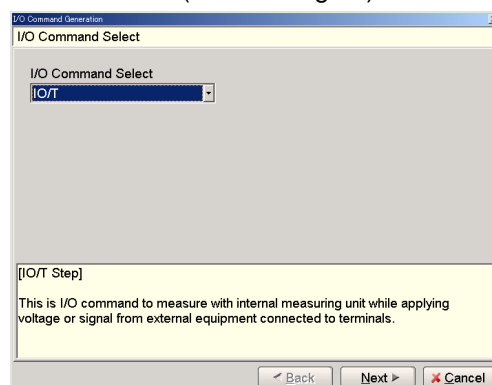 I/O Command Generation
I/O Command Select
I/O Command Select
IO/T
[IO/T Step]
This is I/O command to measure with internal measuring unit while applying
voltage or signal from external equipment connected to terminals.
Back Next Cancel